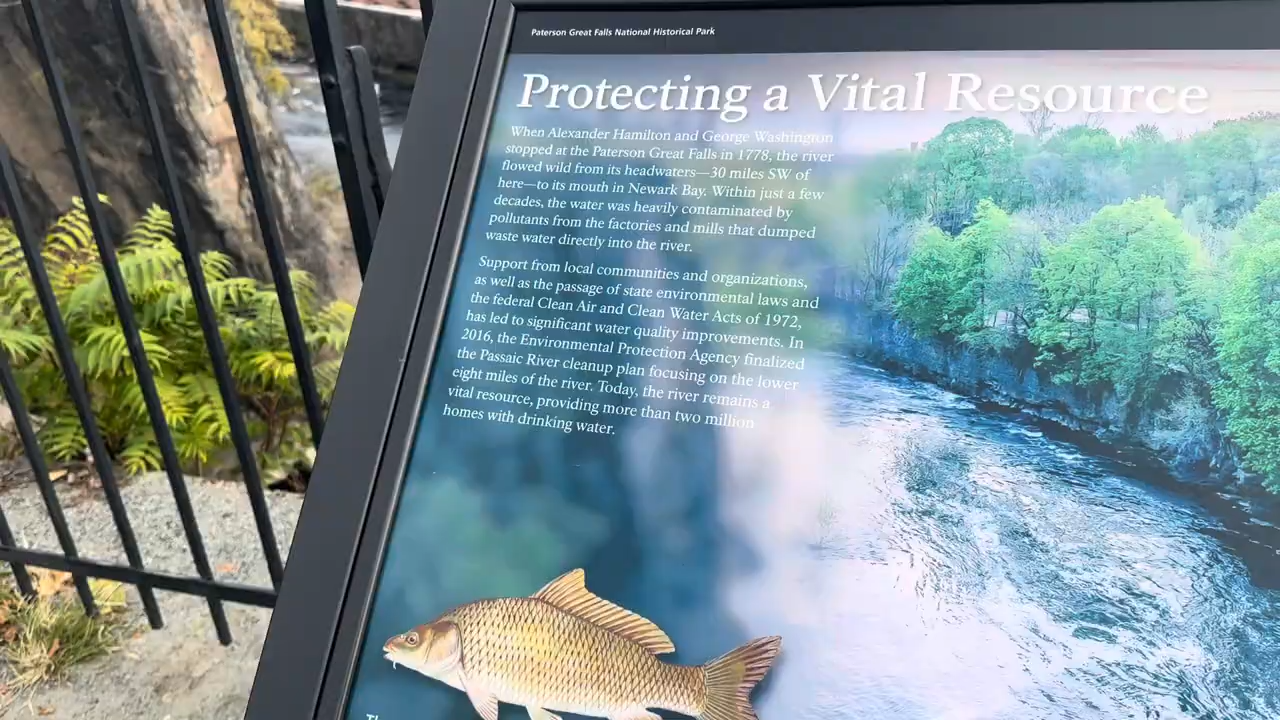 Paterson Great Falls National Historical Park
Protecting a Vital Resource
When Alexander Hamilton and George Washington
stopped at the Paterson Great Falls in 1778, the river
flowed wild from its headwaters—30 miles SW of
here—to its mouth in Newark Bay. Within just a few
decades, the water was heavily contaminated by
pollutants from the factories and mills that dumped
waste water directly into the river.
Support from local communities and organizations,
as well as the passage of state environmental laws and
the federal Clean Air and Clean Water Acts of 1972,
has led to significant water quality improvements. In
2016, the Environmental Protection Agency finalized
the Passaic River cleanup plan focusing on the lower
eight miles of the river. Today, the river remains a
vital resource, providing more than two million
homes with drinking water.